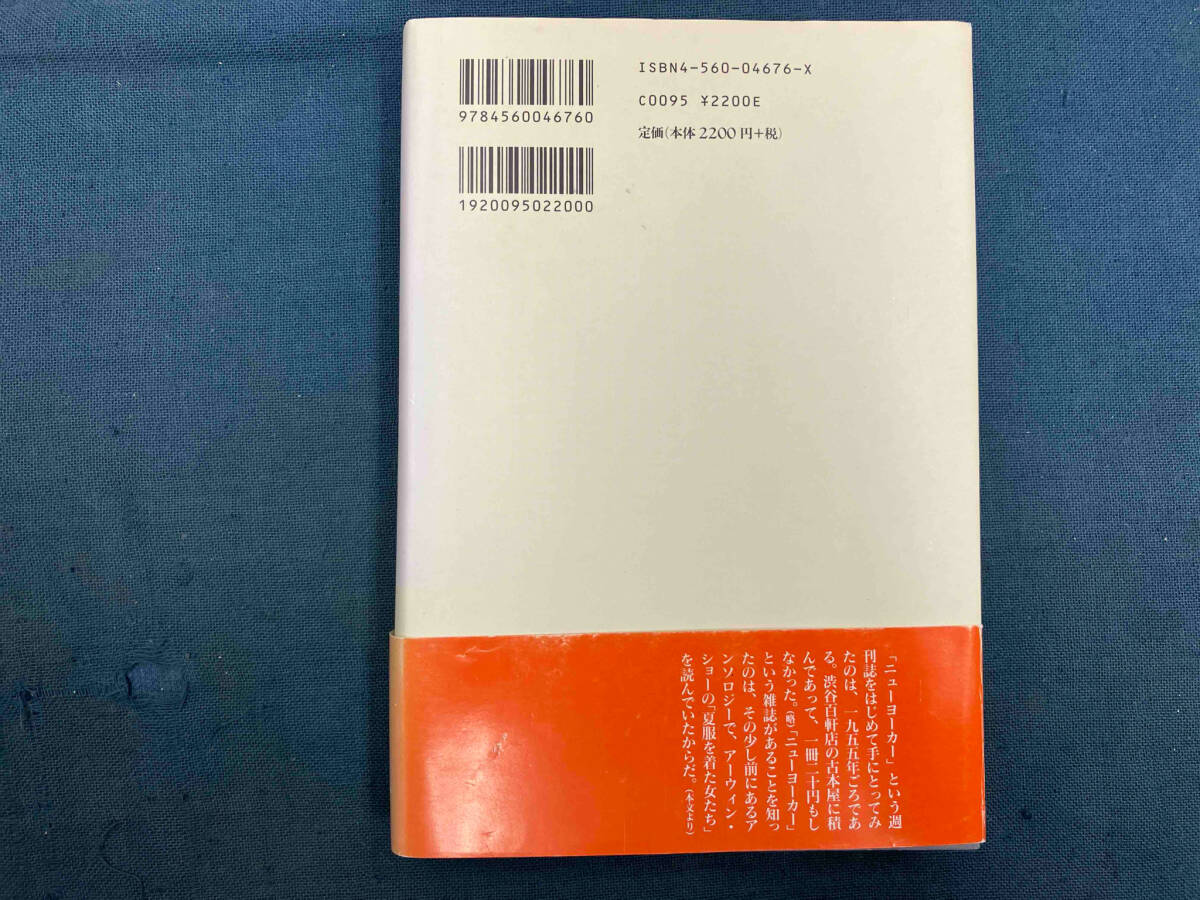 ISBN4-560-04676-X
C0095 ¥2200E
定価(本体2200円+税)
9784560046760
1920095022000
「ニューヨーカー」という週
刊誌をはじめて手にとってみ
たのは、一九五五年ごろであ
る。渋谷百軒店の古本屋に積
んであって、一冊二十円もし
なかった。(略)「ニューヨーカー」
という雑誌があることを知っ
たのは、その少し前にあるア
ンソロジーで、アーウィン・
ショーの「夏服を着た女たち」
を読んでいたからだ。(本文より)